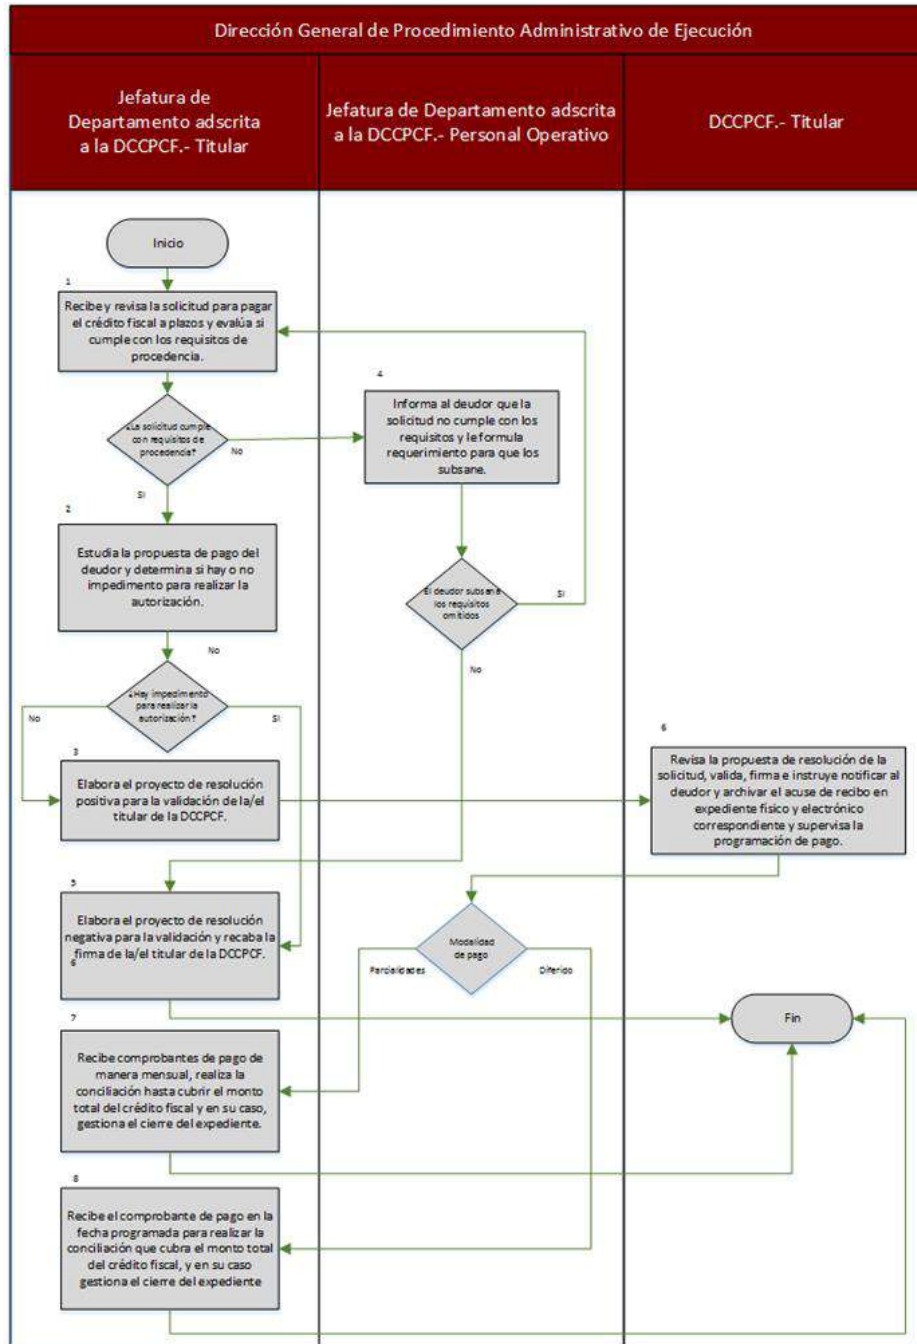 Dirección General de Procedimiento Administrativo de Ejecución
Jefatura de
Departamento adscrita
a la DCCPCF.- Titular
Jefatura de Departamento adscrita
a la DCCPCF.- Personal Operativo
DCCPCF.- Titular
Inicio
1
Recibe y revisa la solicitud para pagar
el crédito fiscal a plazos y evalúa si
cumple con los requisitos de
procedencia.
¿La solicitud cumple
con requisitos de
procedencia?
No
Si
4
Informa al deudor que la
solicitud no cumple con los
requisitos y le formula
requerimiento para que los
subsane.
2
Estudia la propuesta de pago del
deudor y determina si hay o no
impedimento para realizar la
autorización.
El deudor subsane
los requisitos
omitidos
Si
No
No
¿Hay impedimento
para realizar la
autorización?
No
Si
3
Elabora el proyecto de resolución
positiva para la validación de la/el
titular de la DCCPCF.
6
Revisa la propuesta de resolución de la
solicitud, valida, firma e instruye notificar al
deudor y archivar el acuse de recibo en
expediente físico y electrónico
correspondiente y supervisa la
programación de pago.
5
Elabora el proyecto de resolución
negativa para la validación y recaba la
firma de la/el titular de la DCCPCF.
6
Modalidad
de pago
Parcialidades
Diferido
Fin
7
Recibe comprobantes de pago de
manera mensual, realiza la
conciliación hasta cubrir el monto
total del crédito fiscal y en su caso,
gestiona el cierre del expediente.
8
Recibe el comprobante de pago en la
fecha programada para realizar la
conciliación que cubra el monto total
del crédito fiscal, y en su caso
gestiona el cierre del expediente